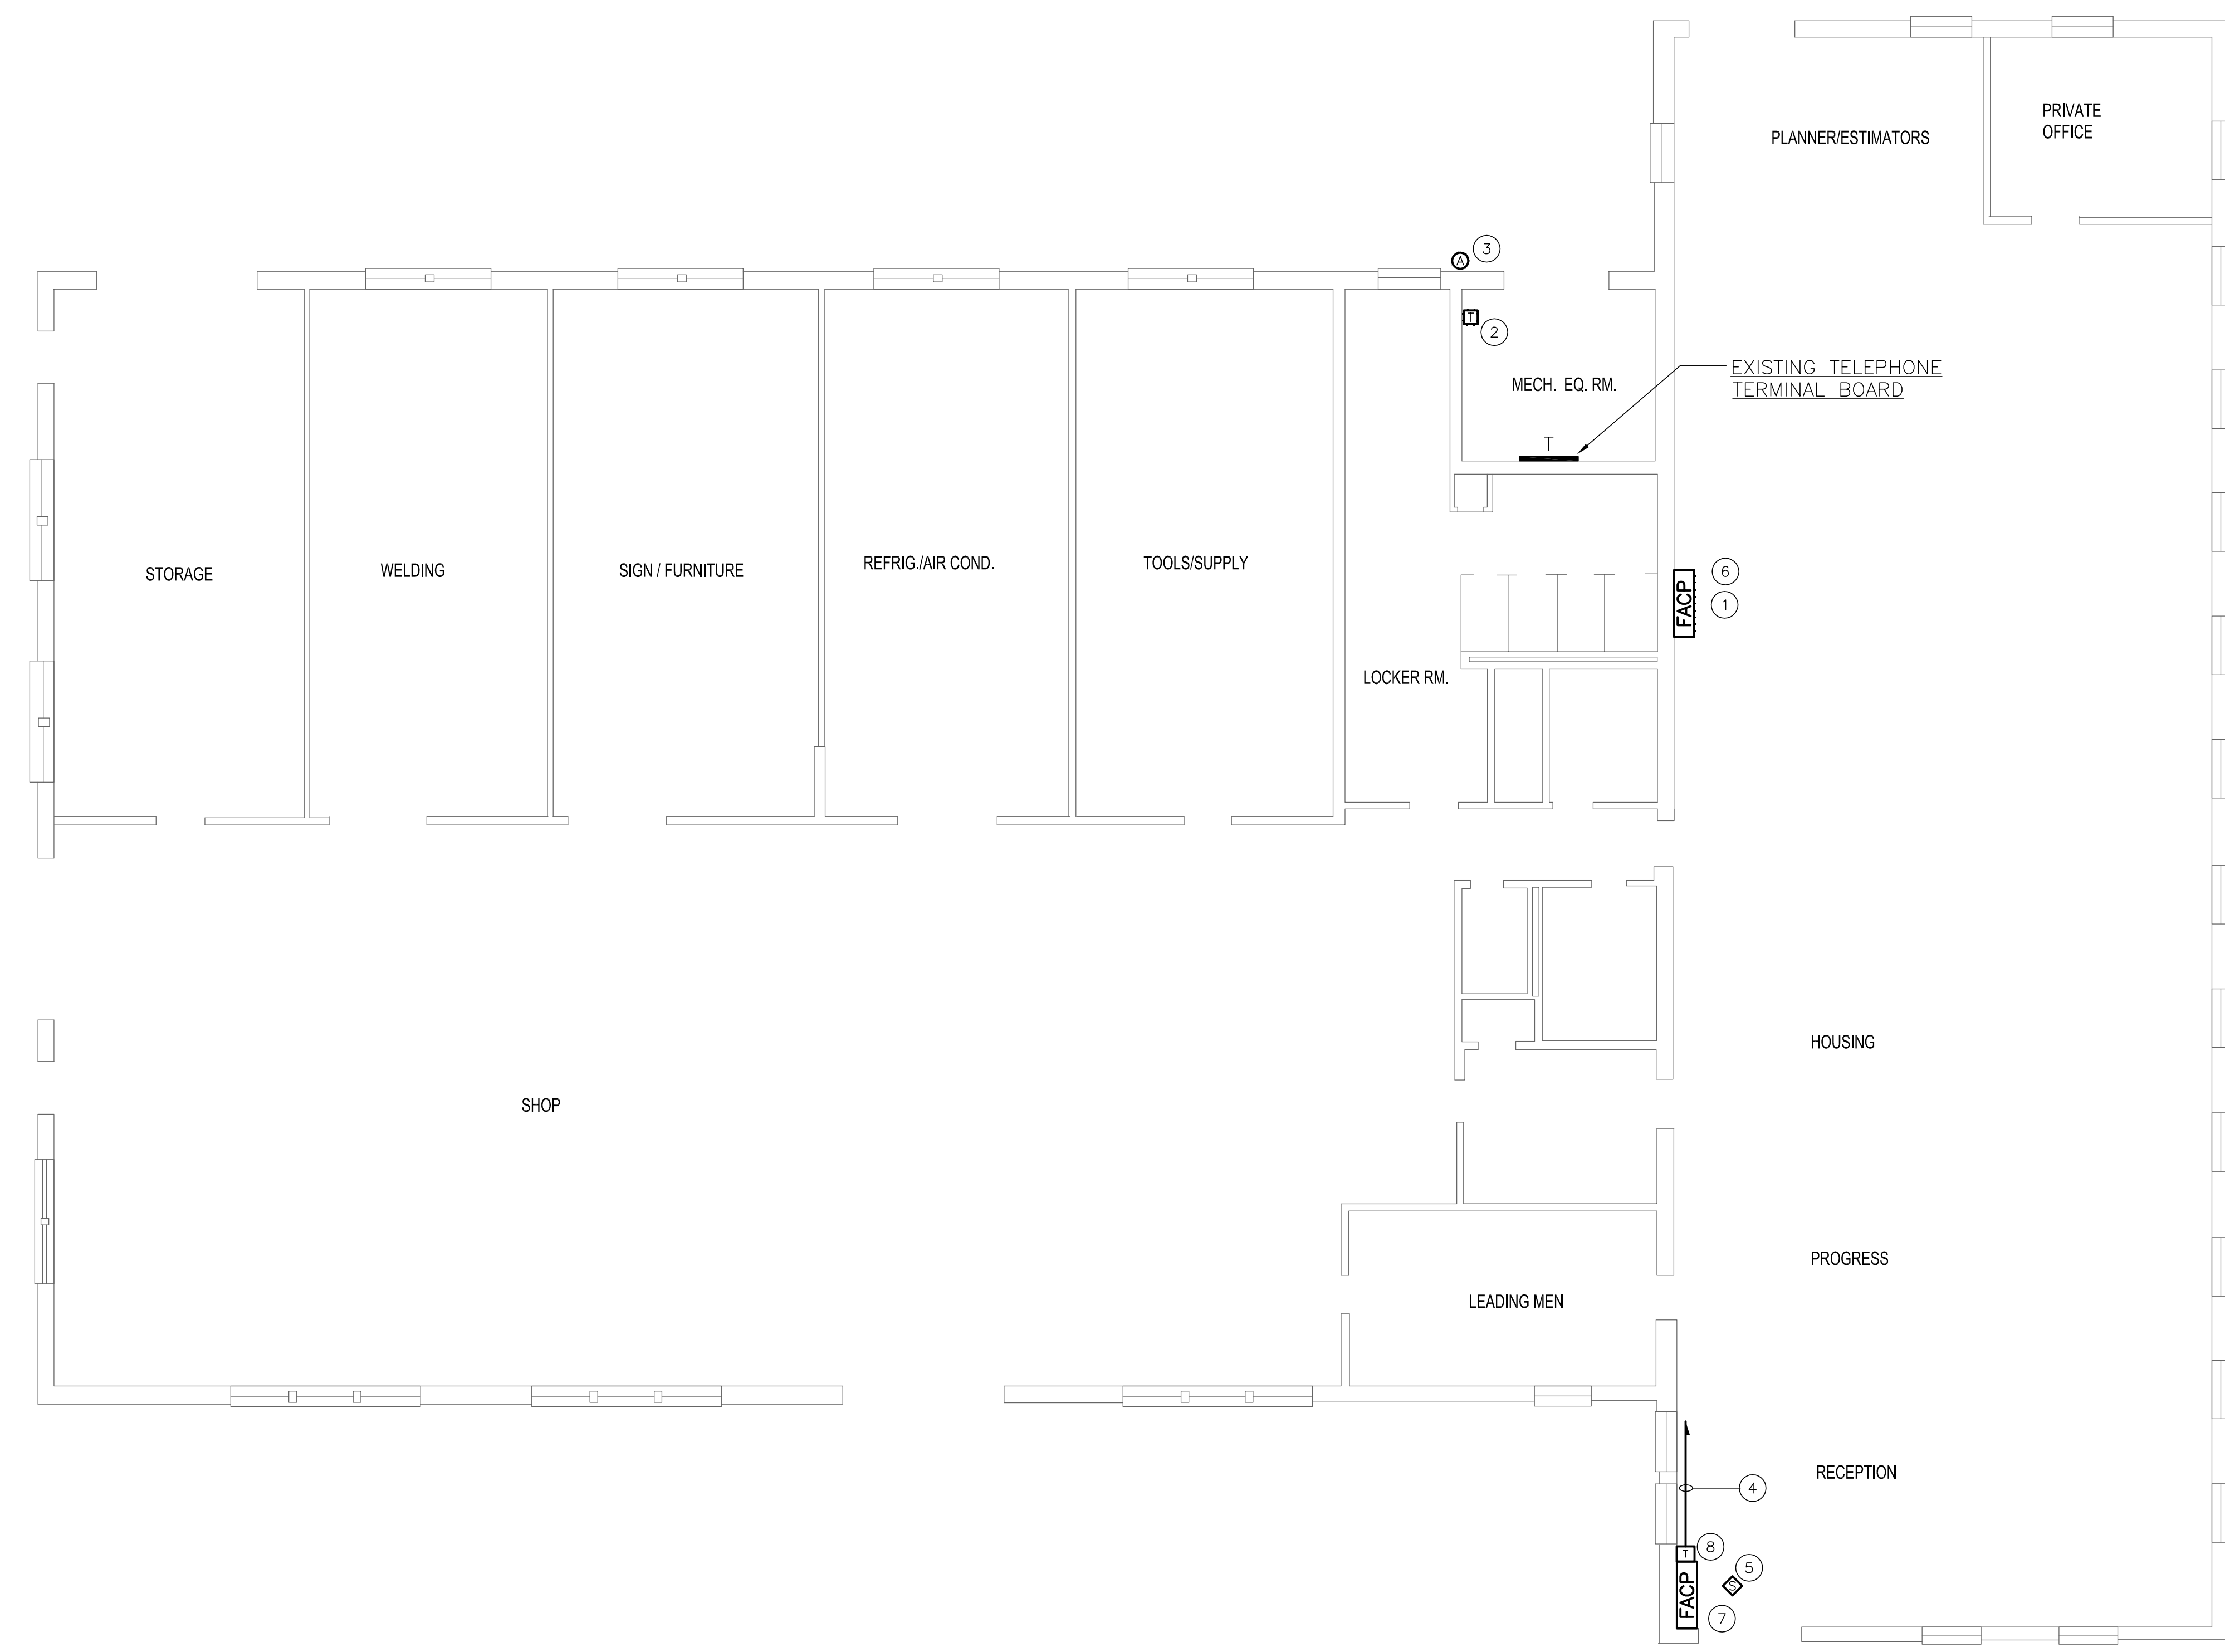 PRIVATE
OFFICE
PLANNER/ESTIMATORS
3
A
T
2
EXISTING TELEPHONE
TERMINAL BOARD
MECH. EQ. RM.
T
STORAGE
WELDING
SIGN / FURNITURE
REFRIG./AIR COND.
TOOLS/SUPPLY
6
FACP
1
LOCKER RM.
HOUSING
SHOP
PROGRESS
LEADING MEN
RECEPTION
4
T
8
5
S
FACP
7